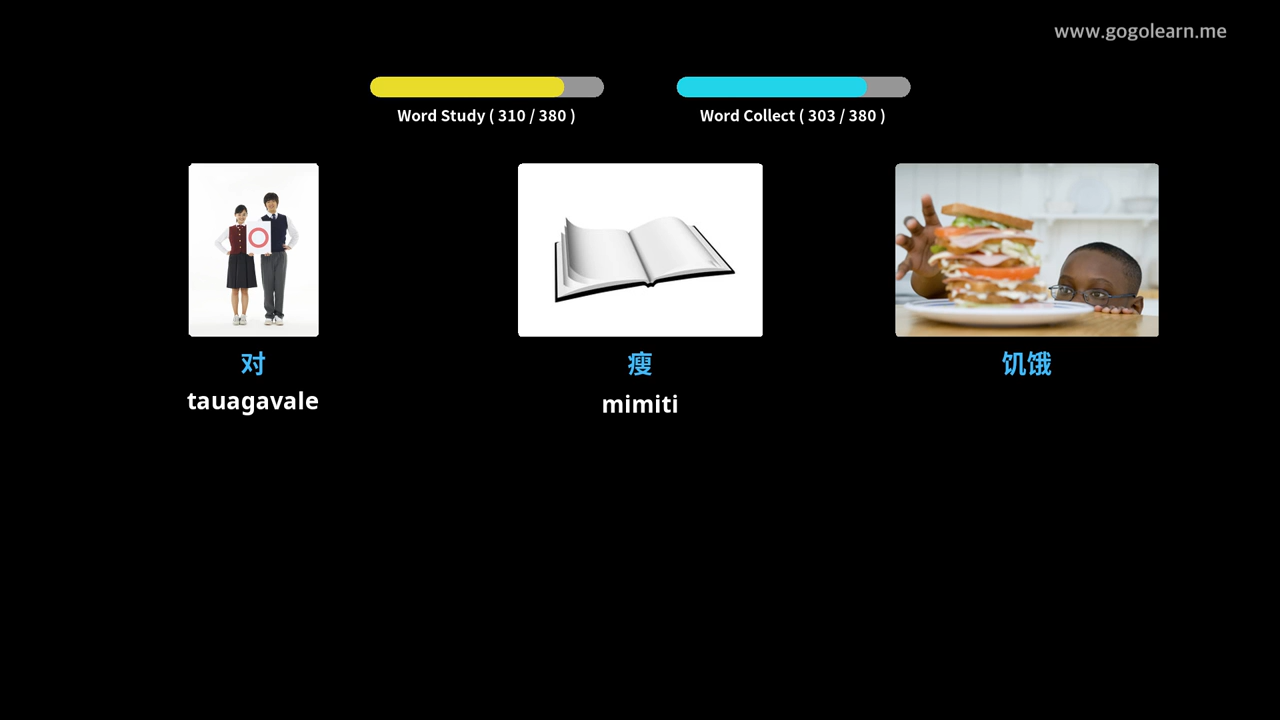 www.gogolearn.me
Word Study ( 310 / 380 )
Word Collect ( 303 / 380 )
对
瘦
饥饿
tauagavale
mimiti